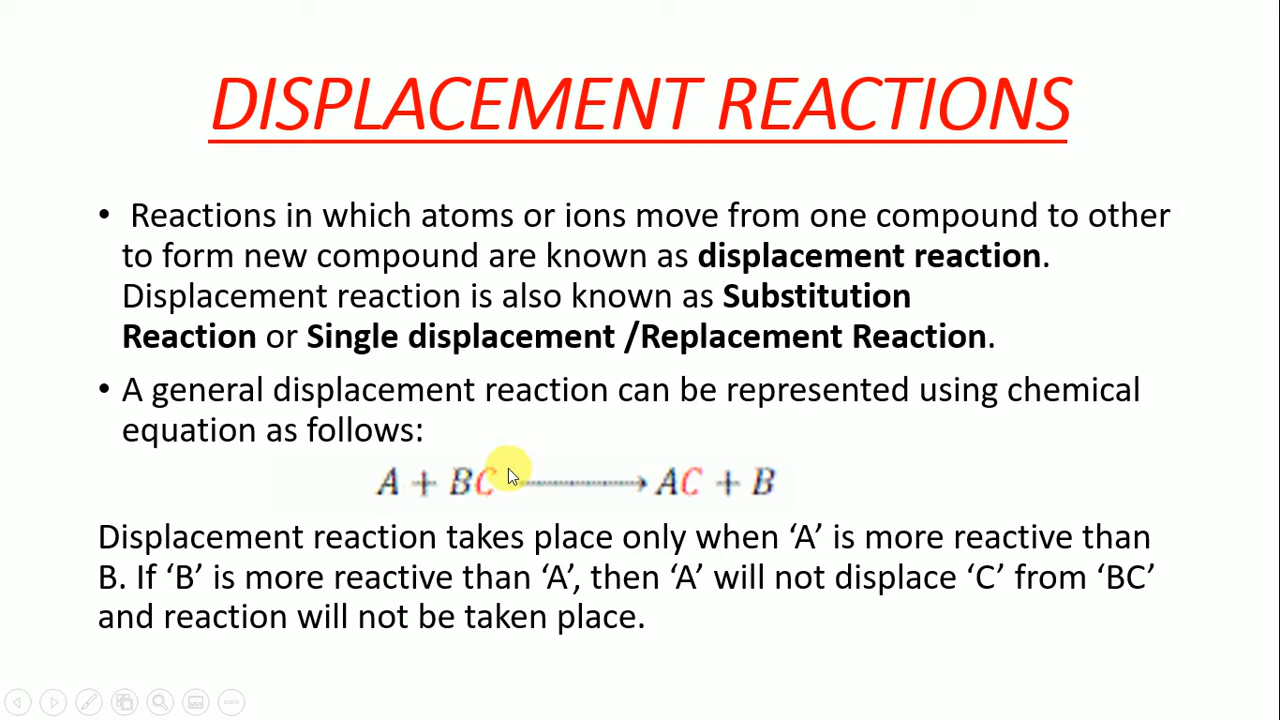 DISPLACEMENT REACTIONS
• Reactions in which atoms or ions move from one compound to other
to form new compound are known as displacement reaction.
Displacement reaction is also known as Substitution
Reaction or Single displacement /Replacement Reaction.
• A general displacement reaction can be represented using chemical
equation as follows:
A + BC ⟶ AC + B
Displacement reaction takes place only when ‘A’ is more reactive than
B. If ‘B’ is more reactive than ‘A’, then ‘A’ will not displace ‘C’ from ‘BC’
and reaction will not be taken place.